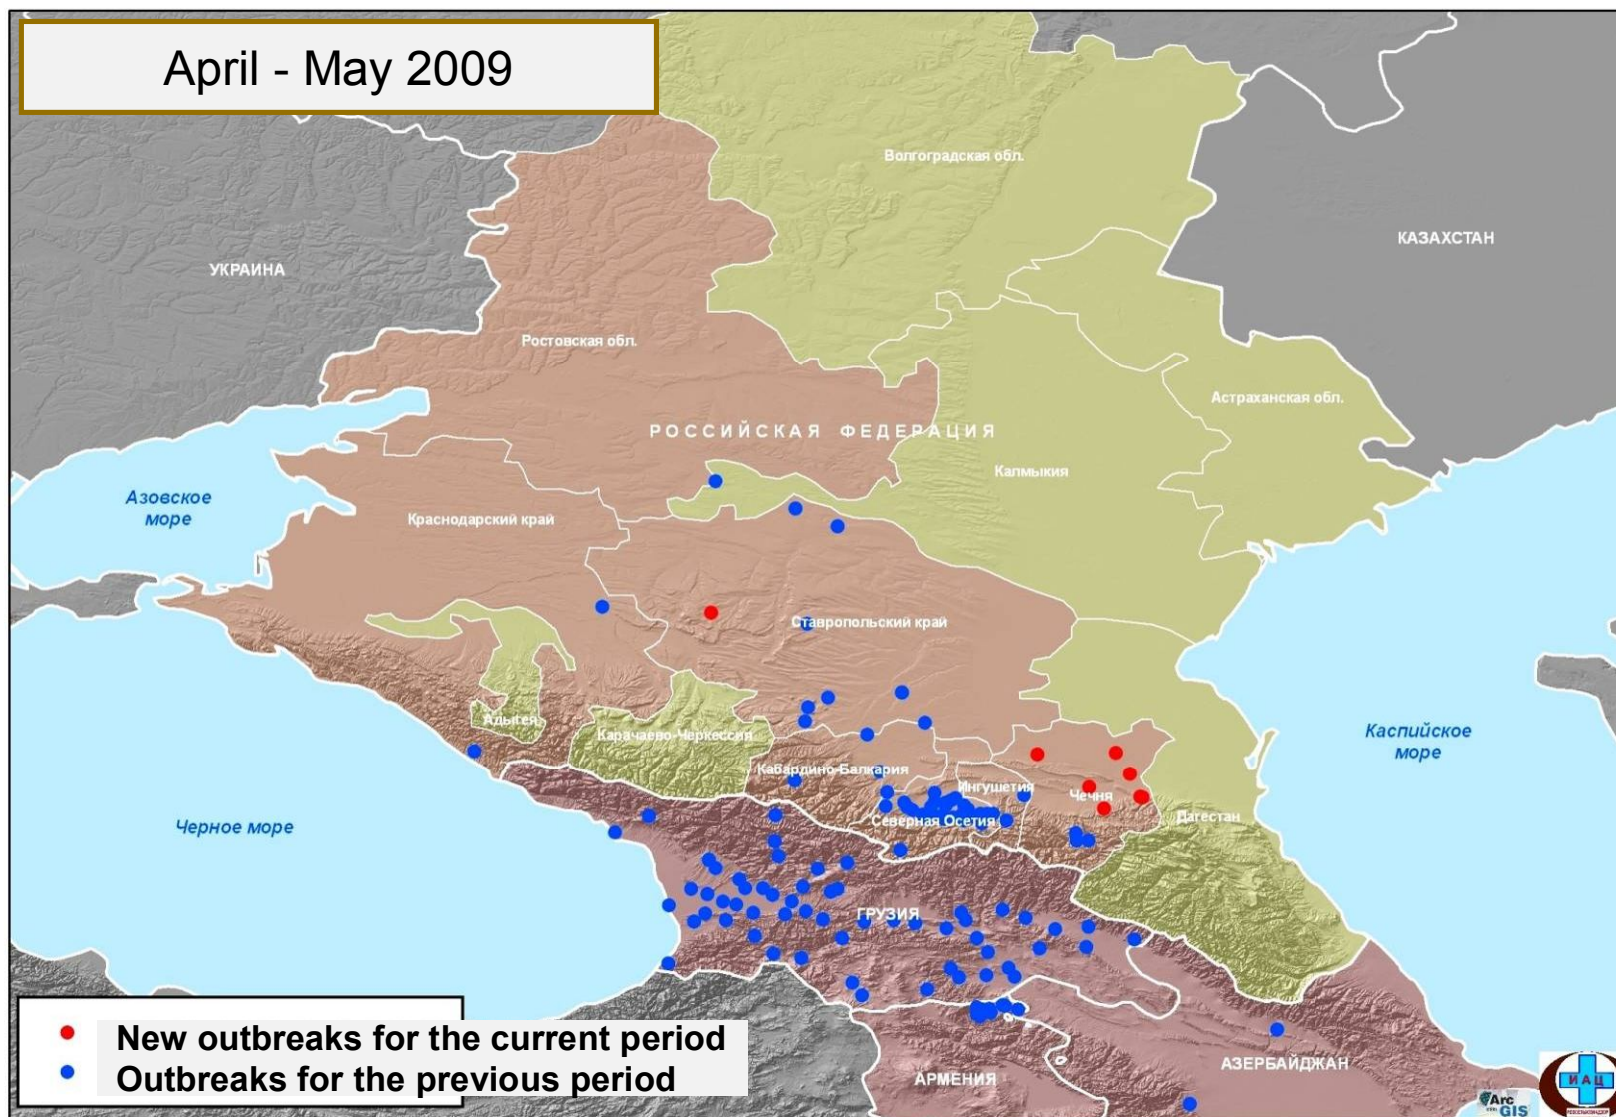 April - May 2009
Волгоградская обл.
КАЗАХСТАН
УКРАИНА
Ростовская обл.
Астраханская обл.
РОССИЙСКАЯ ФЕДЕРАЦИЯ
Калмыкия
Азовское
море
Краснодарский край
Ставропольский край
Адыгея
Карачаево-Черкессия
Каспийское
море
Кабардино-Балкария
Ингушетия
Чечня
Дагестан
Северная Осетия
Черное море
ГРУЗИЯ
New outbreaks for the current period
Outbreaks for the previous period
АРМЕНИЯ
АЗЕРБАЙДЖАН
Arc
GIS
ИАЦ